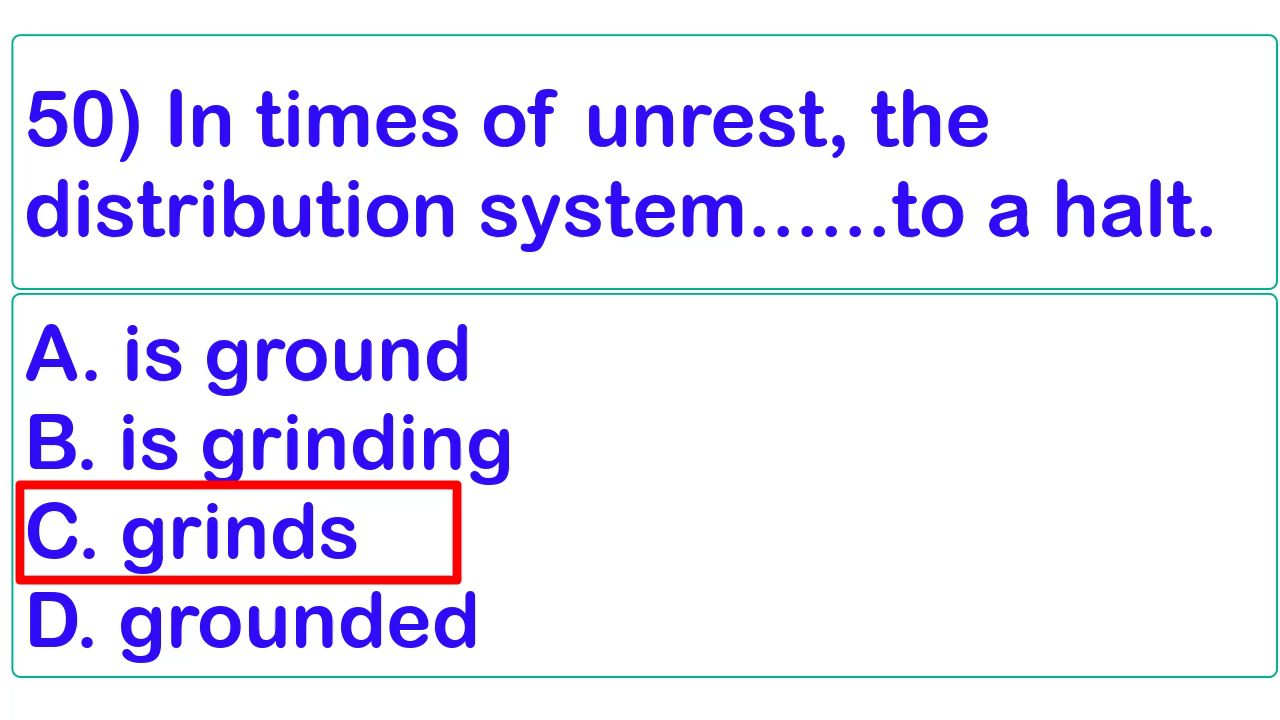 50) In times of unrest, the
distribution system......to a halt.
A. is ground
B. is grinding
C. grinds
D. grounded